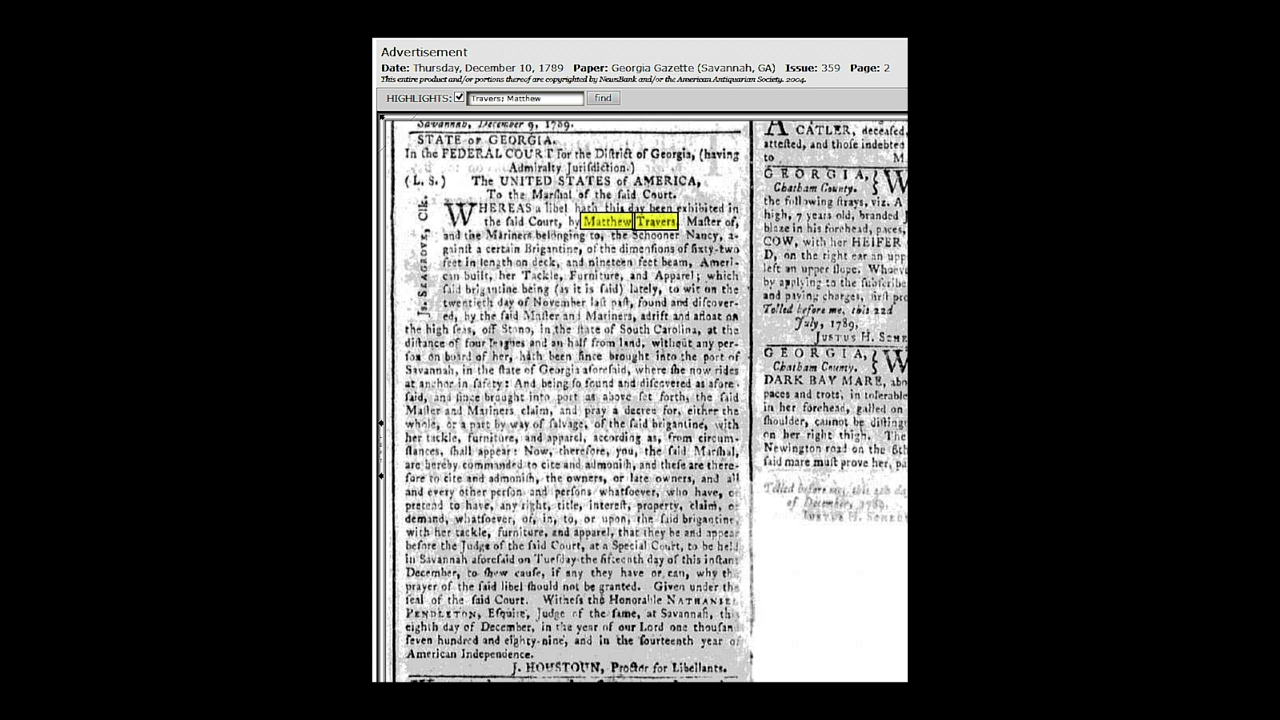 Advertisement
Date: Thursday, December 10, 1789 Paper: Georgia Gazette (Savannah, GA) Issue: 359 Page: 2
This entire product and/or portions thereof are copyrighted by NewsBank and/or the American Antiquarian Society. 2004.
HIGHLIGHTS: Travers; Matthew find
Savannah, December 9, 1789.
STATE OF GEORGIA.
In the FEDERAL COURT for the Diſtrict of Georgia, (having
Admiralty Juriſdiction.)
(L. S.) The UNITED STATES of AMERICA,
To the Marſhal of the ſaid Court.
Js. SEAGROVE, Clk.
WHEREAS a libel hath this day been exhibited in
the ſaid Court, by Matthew Travers, Maſter of,
and the Mariners belonging to, the Schooner Nancy, a-
gainſt a certain Brigantine, of the dimenſions of ſixty-two
feet in length on deck, and nineteen feet beam, Ameri-
can built, her Tackle, Furniture, and Apparel; which
ſaid brigantine being (as it is ſaid) lately, to wit on the
twentieth day of November laſt paſt, found and diſcover-
ed, by the ſaid Maſter and Mariners, adrift and afloat on
the high ſeas, off Stono, in the ſtate of South Carolina, at the
diſtance of four leagues and an half from land, without any per-
ſon on board of her, hath been ſince brought into the port of
Savannah, in the ſtate of Georgia aforeſaid, where ſhe now rides
at anchor in ſafety: And being ſo found and diſcovered as afore-
ſaid, and ſince brought into port as above ſet forth, the ſaid
Maſter and Mariners claim, and pray a decree for, either the
whole, or a part by way of ſalvage, of the ſaid brigantine, with
her tackle, furniture, and apparel, according as, from circum-
ſtances, ſhall appear: Now, therefore, you, the ſaid Marſhal,
are hereby commanded to cite and admoniſh, and theſe are there-
fore to cite and admoniſh, the owners, or late owners, and all
and every other perſon and perſons whatſoever, who have, or
pretend to have, any right, title, intereſt, property, claim, or
demand, whatſoever, of, in, to, or upon, the ſaid brigantine
with her tackle, furniture, and apparel, that they be and appear
before the Judge of the ſaid Court, at a Special Court, to be held
in Savannah aforeſaid on Tueſday the fifteenth day of this inſtant
December, to ſhew cauſe, if any they have or can, why the
prayer of the ſaid libel ſhould not be granted. Given under the
ſeal of the ſaid Court. Witneſs the Honorable NATHANIEL
PENDLETON, Eſquire, Judge of the ſame, at Savannah, this
eighth day of December, in the year of our Lord one thouſand
ſeven hundred and eighty-nine, and in the fourteenth year of
American Independence.
J. HOUSTOUN, Proctor for Libellants.
A
CATLER, deceaſed,
atteſted, and thoſe indebted
to M.
GEORGIA, } W
Chatham County.
the following ſtrays, viz. A
high, 7 years old, branded J
blaze in his forehead, paces,
COW, with her HEIFER
D, on the right ear an upp
left an upper ſlope. Whoeve
by applying to the ſubſcribe
and paying charges, firſt pro
Tolled before me, this 22d
July, 1789,
JUSTUS H. SCHE
GEORGIA, } W
Chatham County.
DARK BAY MARE, abo
paces and trots, in tolerable
in her forehead, galled on
ſhoulder, cannot be diſting
on her right thigh. The
Newington road on the 6th
ſaid mare muſt prove her, pa
Tolled before me, this day
of December, 1789.
JUSTUS H. SCHEU